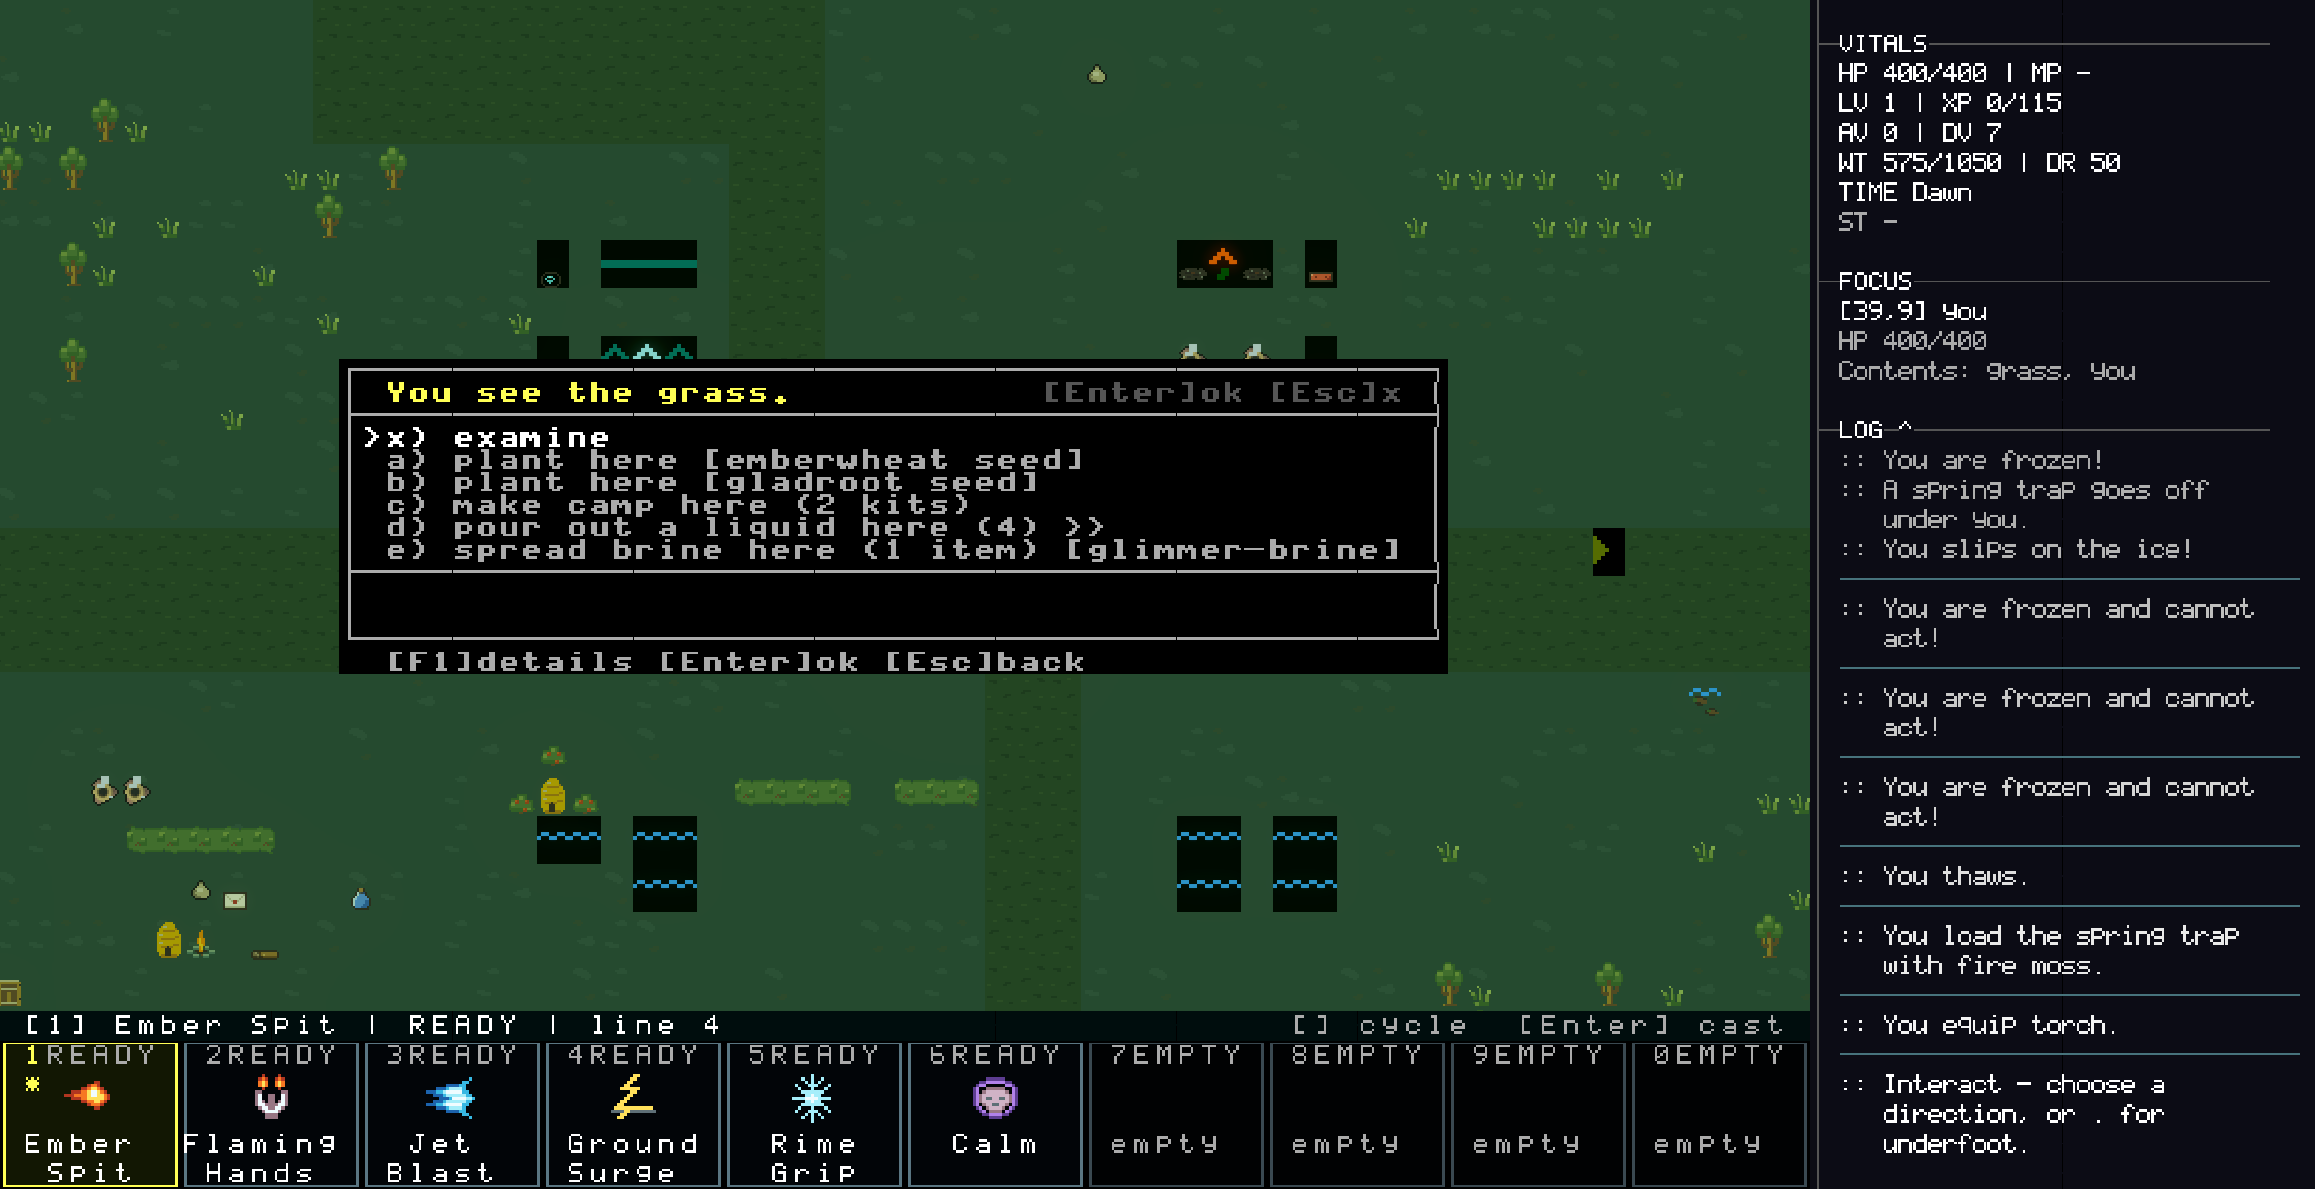 You see the grass. [Enter]ok [Esc]x
>x) examine
a) plant here [emberwheat seed]
b) plant here [gladroot seed]
c) make camp here (2 kits)
d) pour out a liquid here (4) >>
e) spread brine here (1 item) [glimmer-brine]
[F1]details [Enter]ok [Esc]back
[1] Ember Spit | READY | line 4
[] cycle [Enter] cast
1READY
* Ember
Spit
2READY
Flaming
Hands
3READY
Jet
Blast
4READY
Ground
Surge
5READY
Rime
Grip
6READY
Calm
7EMPTY
empty
8EMPTY
empty
9EMPTY
empty
0EMPTY
empty
VITALS
HP 400/400 | MP -
LV 1 | XP 0/115
AV 0 | DV 7
WT 575/1050 | DR 50
TIME Dawn
ST -
FOCUS
[39,9] You
HP 400/400
Contents: grass, You
LOG ^
:: You are frozen!
:: A spring trap goes off
under You.
:: You slips on the ice!
:: You are frozen and cannot
act!
:: You are frozen and cannot
act!
:: You are frozen and cannot
act!
:: You thaws.
:: You load the spring trap
with fire moss.
:: You equip torch.
:: Interact - choose a
direction, or . for
underfoot.